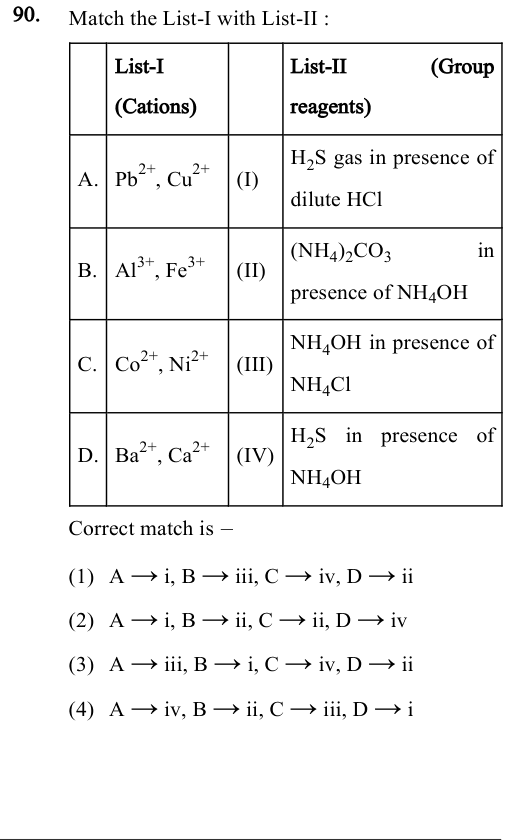 90. Match the List-I with List-II :
List-I (Cations) List-II (Group reagents)
A. Pb²⁺, Cu²⁺ (I) H₂S gas in presence of dilute HCl
B. Al³⁺, Fe³⁺ (II) (NH₄)₂CO₃ in presence of NH₄OH
C. Co²⁺, Ni²⁺ (III) NH₄OH in presence of NH₄Cl
D. Ba²⁺, Ca²⁺ (IV) H₂S in presence of NH₄OH
Correct match is –
(1) A → i, B → iii, C → iv, D → ii
(2) A → i, B → ii, C → ii, D → iv
(3) A → iii, B → i, C → iv, D → ii
(4) A → iv, B → ii, C → iii, D → i